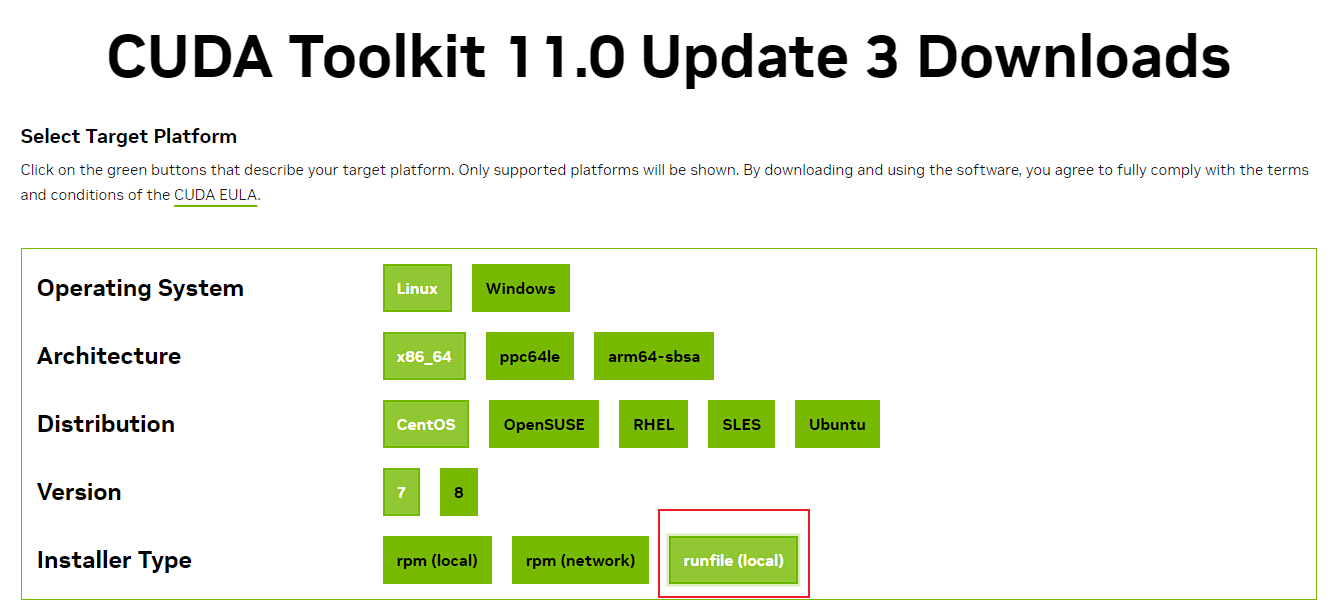 CUDA Toolkit 11.0 Update 3 Downloads
Select Target Platform
Click on the green buttons that describe your target platform. Only supported platforms will be shown. By downloading and using the software, you agree to fully comply with the terms
and conditions of the CUDA EULA.
Operating System Linux Windows
Architecture x86_64 ppc64le arm64-sbsa
Distribution CentOS OpenSUSE RHEL SLES Ubuntu
Version 7 8
Installer Type rpm (local) rpm (network) runfile (local)